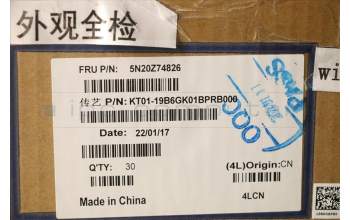 外观全检
FRU P/N: 5N20Z74826
传艺 P/N: KT01-19B6GK01BPRB000
Date: 22/01/17
Q'TY: 30
(4L)Origin:CN
Made in China
4LCN